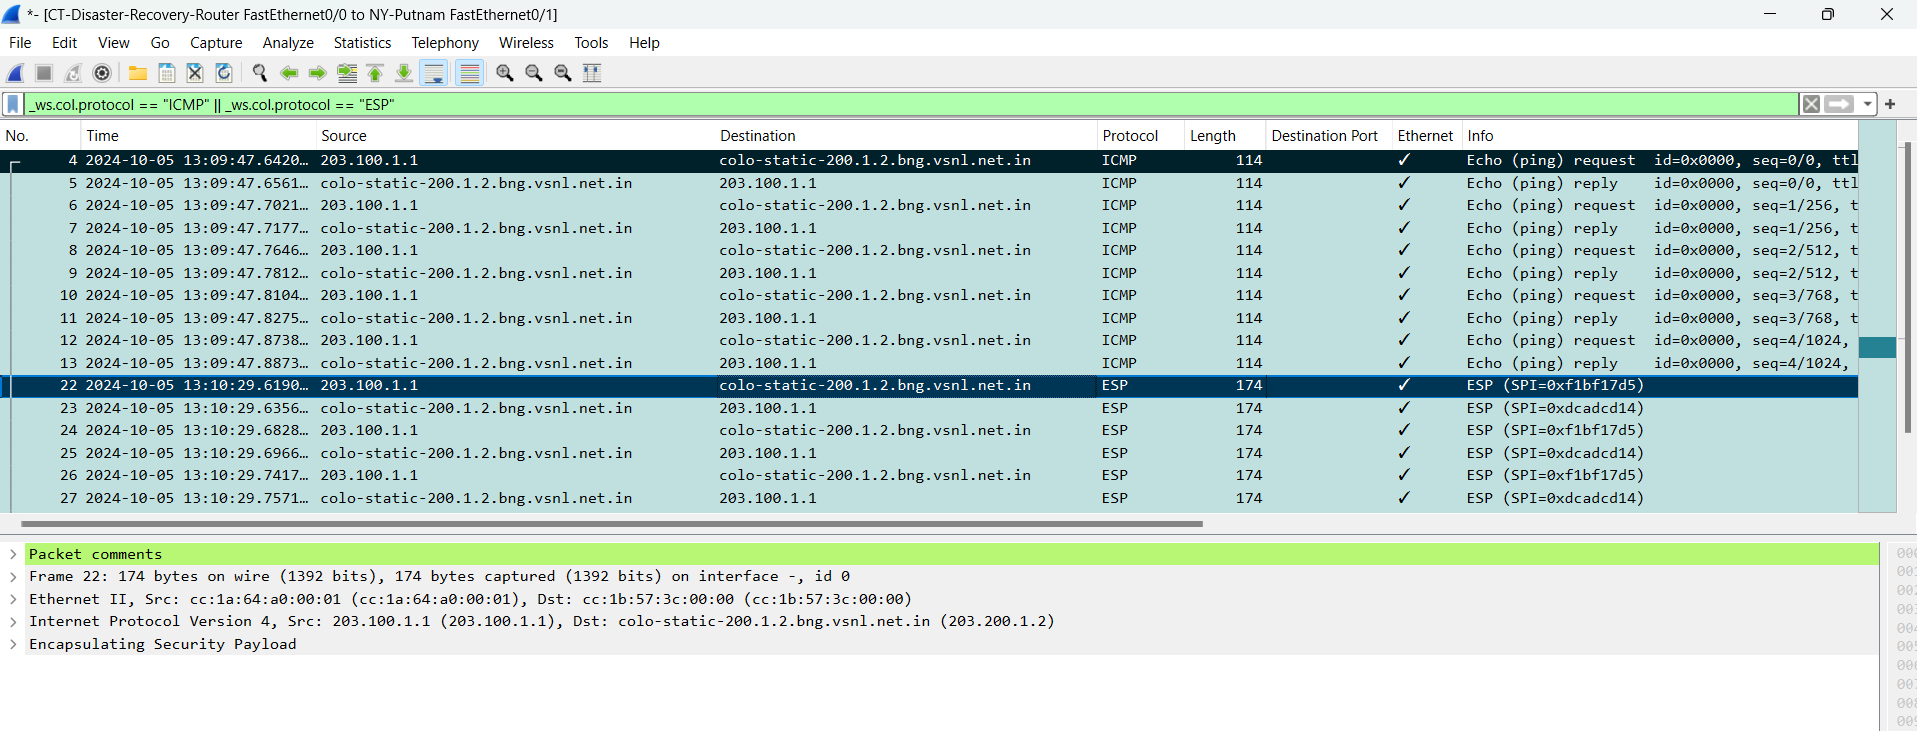 *- [CT-Disaster-Recovery-Router FastEthernet0/0 to NY-Putnam FastEthernet0/1]
File Edit View Go Capture Analyze Statistics Telephony Wireless Tools Help
_ws.col.protocol == "ICMP" || _ws.col.protocol == "ESP"
No. Time Source Destination Protocol Length Destination Port Ethernet Info
4 2024-10-05 13:09:47.6420… 203.100.1.1 colo-static-200.1.2.bng.vsnl.net.in ICMP 114 ✓ Echo (ping) request id=0x0000, seq=0/0, ttl
5 2024-10-05 13:09:47.6561… colo-static-200.1.2.bng.vsnl.net.in 203.100.1.1 ICMP 114 ✓ Echo (ping) reply id=0x0000, seq=0/0, ttl
6 2024-10-05 13:09:47.7021… 203.100.1.1 colo-static-200.1.2.bng.vsnl.net.in ICMP 114 ✓ Echo (ping) request id=0x0000, seq=1/256, t
7 2024-10-05 13:09:47.7177… colo-static-200.1.2.bng.vsnl.net.in 203.100.1.1 ICMP 114 ✓ Echo (ping) reply id=0x0000, seq=1/256, t
8 2024-10-05 13:09:47.7646… 203.100.1.1 colo-static-200.1.2.bng.vsnl.net.in ICMP 114 ✓ Echo (ping) request id=0x0000, seq=2/512, t
9 2024-10-05 13:09:47.7812… colo-static-200.1.2.bng.vsnl.net.in 203.100.1.1 ICMP 114 ✓ Echo (ping) reply id=0x0000, seq=2/512, t
10 2024-10-05 13:09:47.8104… 203.100.1.1 colo-static-200.1.2.bng.vsnl.net.in ICMP 114 ✓ Echo (ping) request id=0x0000, seq=3/768, t
11 2024-10-05 13:09:47.8275… colo-static-200.1.2.bng.vsnl.net.in 203.100.1.1 ICMP 114 ✓ Echo (ping) reply id=0x0000, seq=3/768, t
12 2024-10-05 13:09:47.8738… 203.100.1.1 colo-static-200.1.2.bng.vsnl.net.in ICMP 114 ✓ Echo (ping) request id=0x0000, seq=4/1024,
13 2024-10-05 13:09:47.8873… colo-static-200.1.2.bng.vsnl.net.in 203.100.1.1 ICMP 114 ✓ Echo (ping) reply id=0x0000, seq=4/1024,
22 2024-10-05 13:10:29.6190… 203.100.1.1 colo-static-200.1.2.bng.vsnl.net.in ESP 174 ✓ ESP (SPI=0xf1bf17d5)
23 2024-10-05 13:10:29.6356… colo-static-200.1.2.bng.vsnl.net.in 203.100.1.1 ESP 174 ✓ ESP (SPI=0xdcadcd14)
24 2024-10-05 13:10:29.6828… 203.100.1.1 colo-static-200.1.2.bng.vsnl.net.in ESP 174 ✓ ESP (SPI=0xf1bf17d5)
25 2024-10-05 13:10:29.6966… colo-static-200.1.2.bng.vsnl.net.in 203.100.1.1 ESP 174 ✓ ESP (SPI=0xdcadcd14)
26 2024-10-05 13:10:29.7417… 203.100.1.1 colo-static-200.1.2.bng.vsnl.net.in ESP 174 ✓ ESP (SPI=0xf1bf17d5)
27 2024-10-05 13:10:29.7571… colo-static-200.1.2.bng.vsnl.net.in 203.100.1.1 ESP 174 ✓ ESP (SPI=0xdcadcd14)
Packet comments
Frame 22: 174 bytes on wire (1392 bits), 174 bytes captured (1392 bits) on interface -, id 0
Ethernet II, Src: cc:1a:64:a0:00:01 (cc:1a:64:a0:00:01), Dst: cc:1b:57:3c:00:00 (cc:1b:57:3c:00:00)
Internet Protocol Version 4, Src: 203.100.1.1 (203.100.1.1), Dst: colo-static-200.1.2.bng.vsnl.net.in (203.200.1.2)
Encapsulating Security Payload